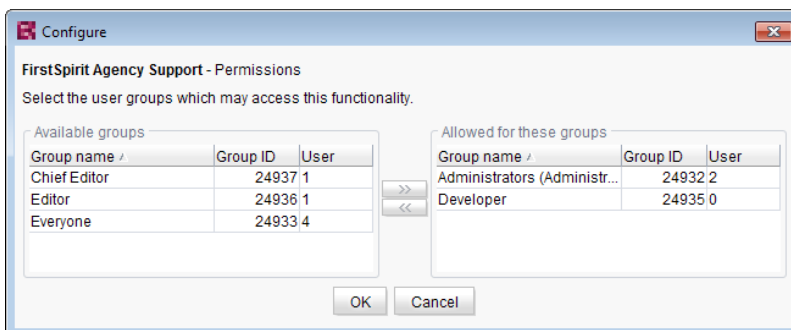 Configure
FirstSpirit Agency Support - Permissions
Select the user groups which may access this functionality.
Available groups
Group name Group ID User
Chief Editor 24937 1
Editor 24936 1
Everyone 24933 4
>>
<<
Allowed for these groups
Group name Group ID User
Administrators (Administr... 24932 2
Developer 24935 0
OK Cancel